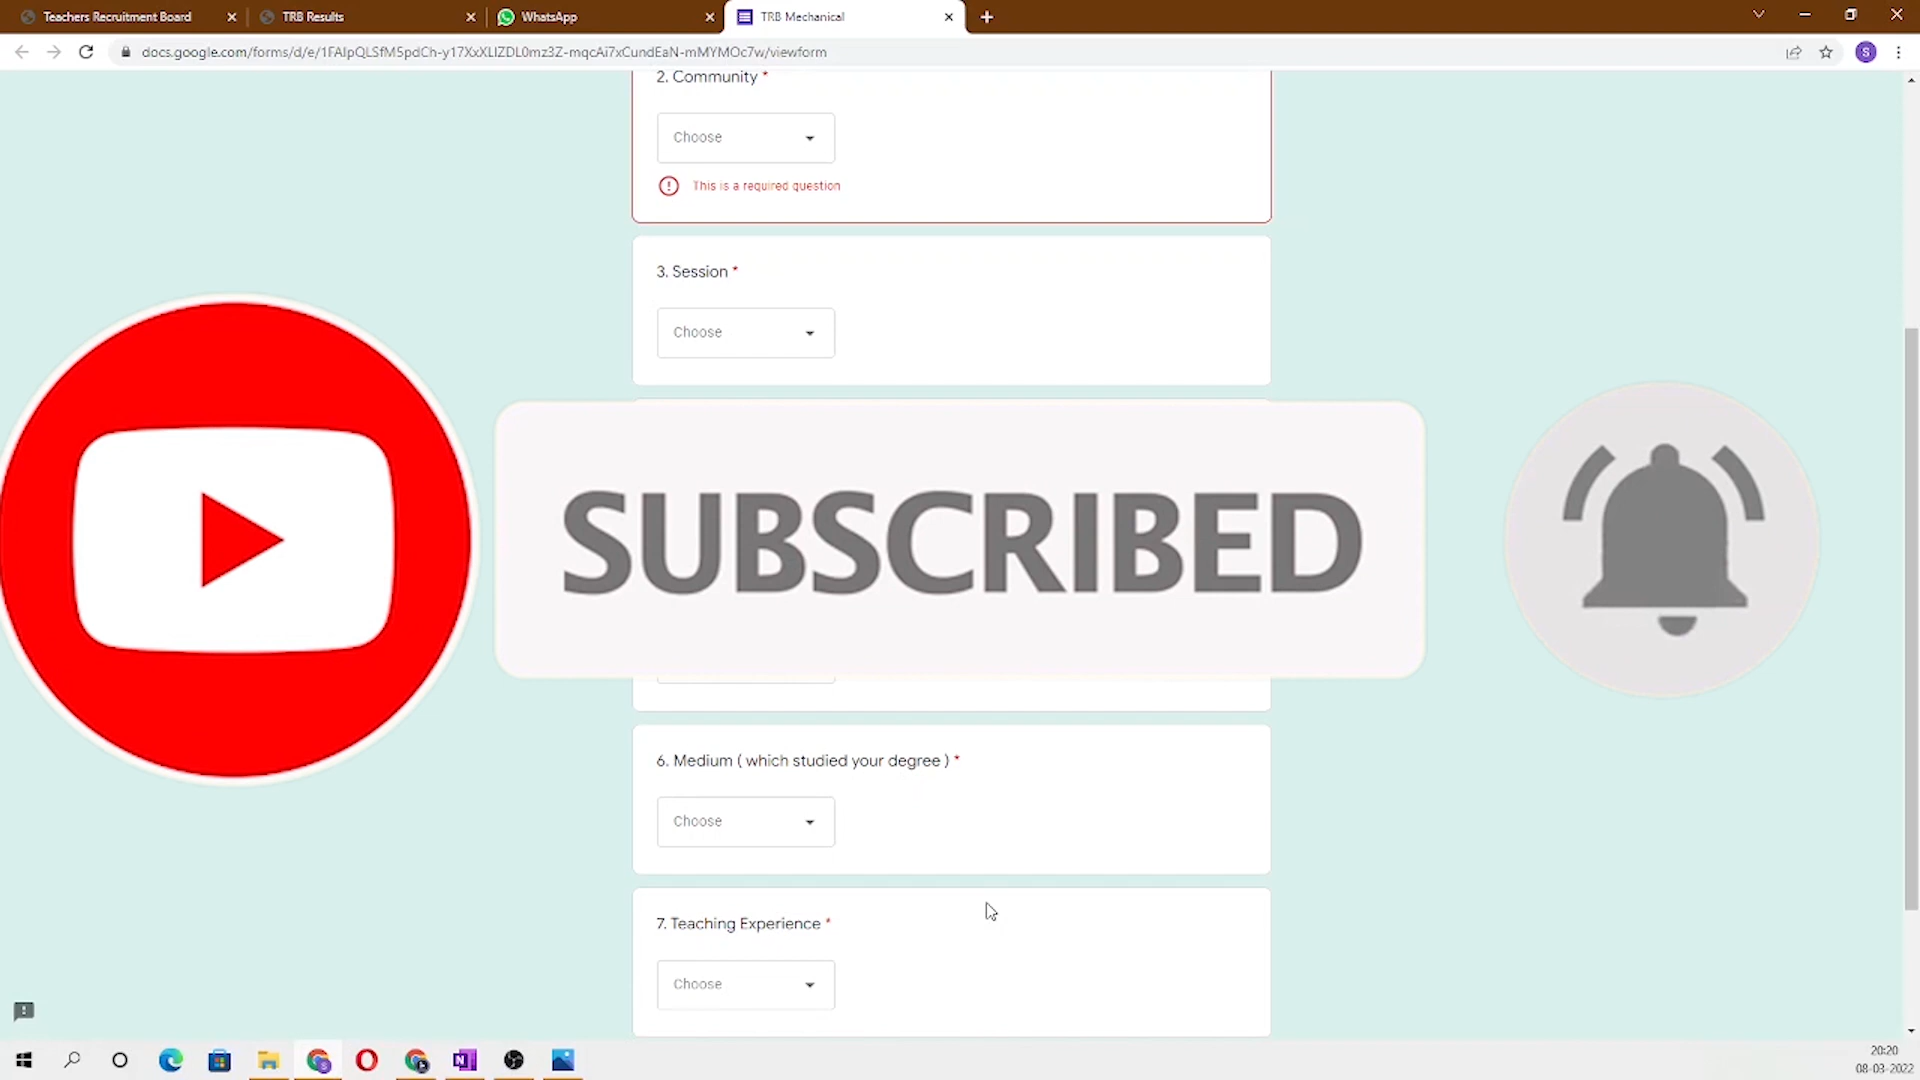 Teachers Recruitment Board
TRB Results
WhatsApp
TRB Mechanical
docs.google.com/forms/d/e/1FAIpQLSfM5pdCh-y17XxXLIZDL0mz3Z-mqcAi7xCundEaN-mMYMOc7w/viewform
S
2. Community *
Choose
This is a required question
3. Session *
Choose
SUBSCRIBED
6. Medium ( which studied your degree ) *
Choose
7. Teaching Experience *
Choose
20:20
08-03-2022